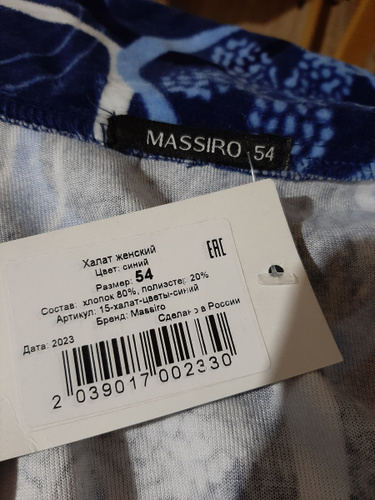 MASSIRO 54
Халат женский
EAC
Цвет: синий
Размер: 54
Состав: хлопок 80%, полиэстер 20%
Артикул: 15-халат-цветы-синий
Бренд: Massiro
Сделано в России
Дата: 2023
2 039017 002330